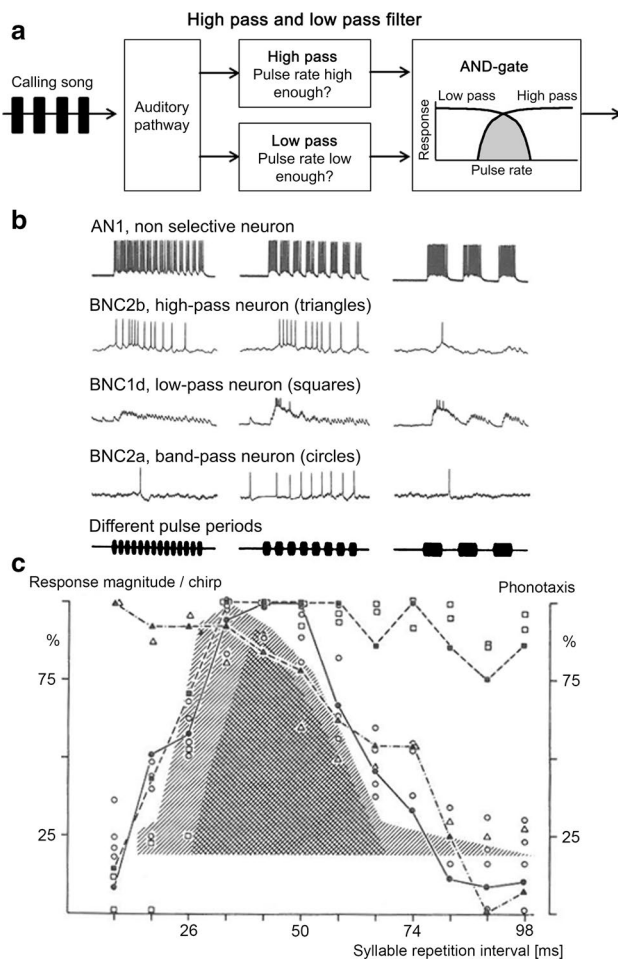 High pass and low pass filter
a
Calling song
Auditory
pathway
High pass
Pulse rate high
enough?
Low pass
Pulse rate low
enough?
AND-gate
Low pass
High pass
Response
Pulse rate
b
AN1, non selective neuron
BNC2b, high-pass neuron (triangles)
BNC1d, low-pass neuron (squares)
BNC2a, band-pass neuron (circles)
Different pulse periods
c
Response magnitude / chirp
Phonotaxis
%
%
75
75
25
25
26
50
74
98
Syllable repetition interval [ms]